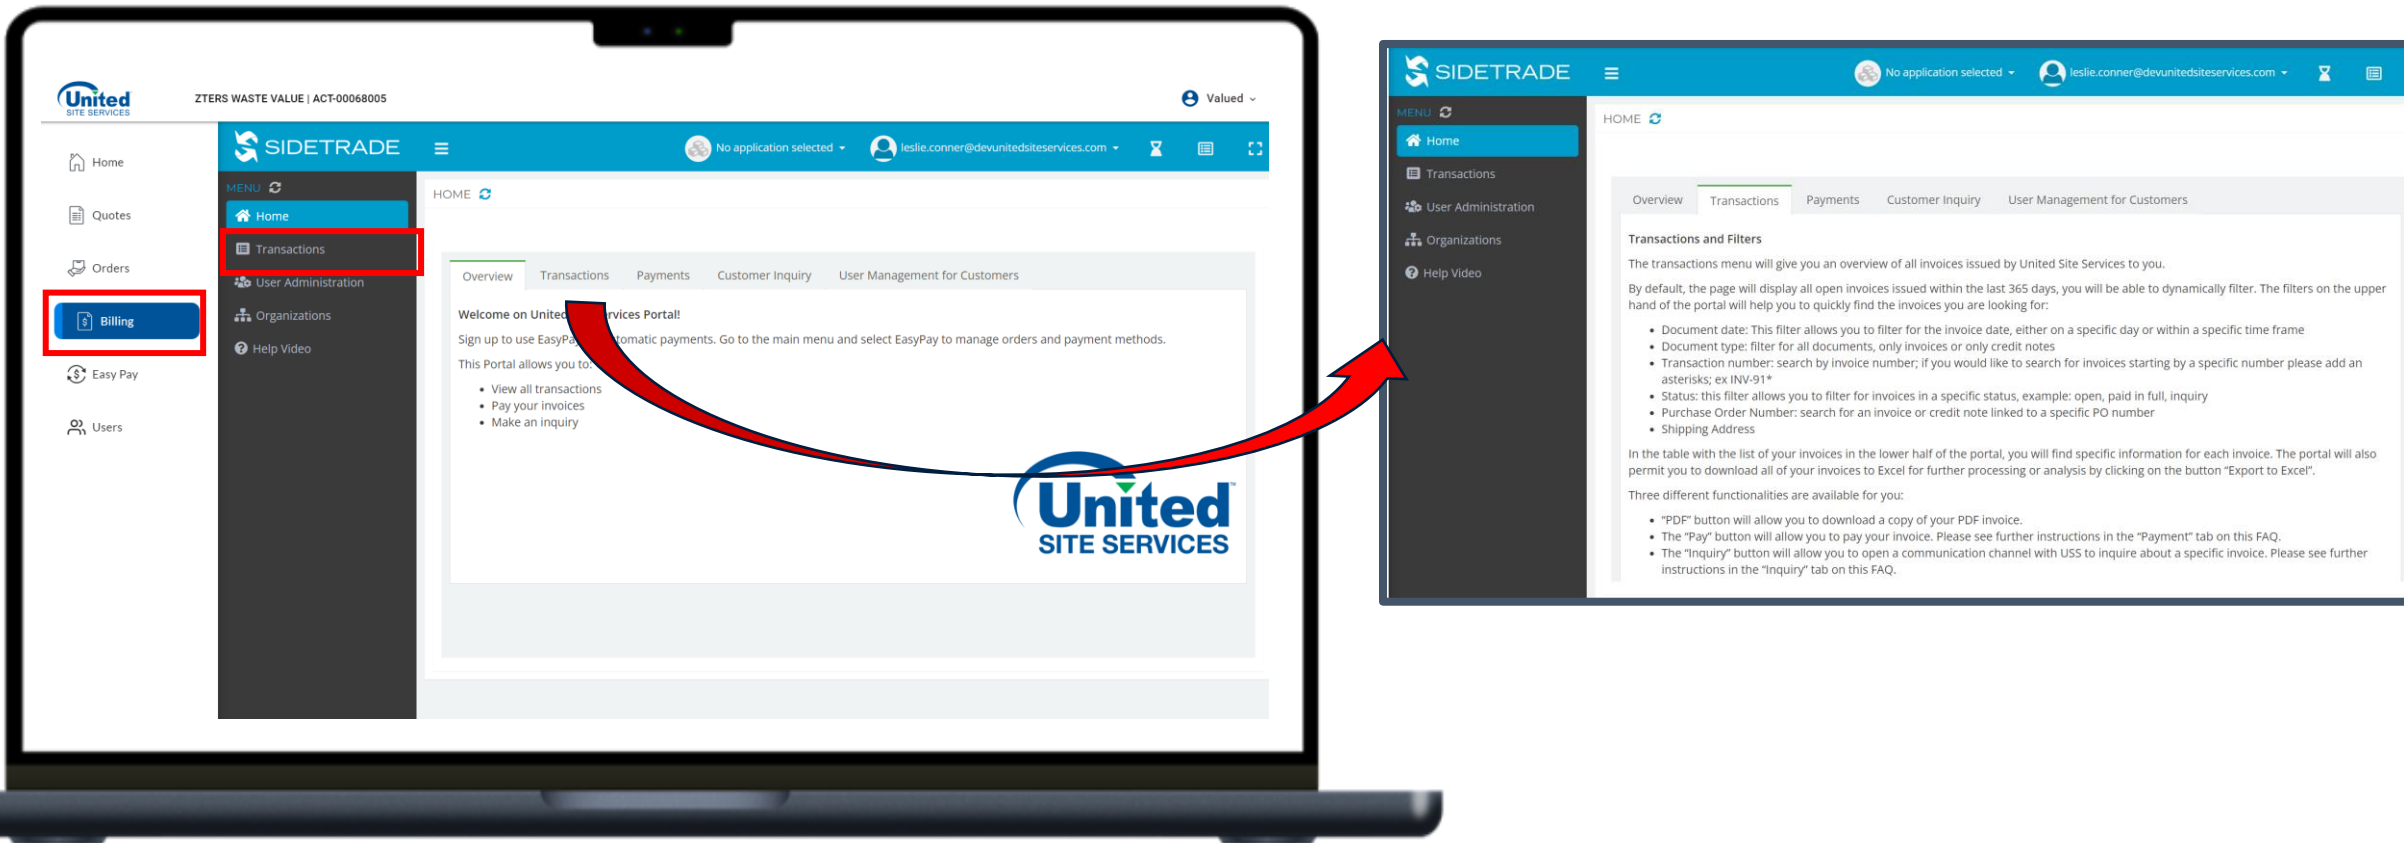 United
SITE SERVICES
ZTERS WASTE VALUE | ACT-00068005
Valued
Home
Quotes
Orders
Billing
Easy Pay
Users
SIDETRADE
No application selected
leslie.conner@devunitedsiteservices.com
MENU
Home
Transactions
User Administration
Organizations
Help Video
HOME
Overview
Transactions
Payments
Customer Inquiry
User Management for Customers
Welcome on United rvices Portal!
Sign up to use EasyPa tomatic payments. Go to the main menu and select EasyPay to manage orders and payment methods.
This Portal allows you to:
• View all transactions
• Pay your invoices
• Make an inquiry
United
SITE SERVICES
SIDETRADE
No application selected
leslie.conner@devunitedsiteservices.com
MENU
Home
Transactions
User Administration
Organizations
Help Video
HOME
Overview
Transactions
Payments
Customer Inquiry
User Management for Customers
Transactions and Filters
The transactions menu will give you an overview of all invoices issued by United Site Services to you.
By default, the page will display all open invoices issued within the last 365 days, you will be able to dynamically filter. The filters on the upper
hand of the portal will help you to quickly find the invoices you are looking for:
• Document date: This filter allows you to filter for the invoice date, either on a specific day or within a specific time frame
• Document type: filter for all documents, only invoices or only credit notes
• Transaction number: search by invoice number; if you would like to search for invoices starting by a specific number please add an
asterisks; ex INV-91*
• Status: this filter allows you to filter for invoices in a specific status, example: open, paid in full, inquiry
• Purchase Order Number: search for an invoice or credit note linked to a specific PO number
• Shipping Address
In the table with the list of your invoices in the lower half of the portal, you will find specific information for each invoice. The portal will also
permit you to download all of your invoices to Excel for further processing or analysis by clicking on the button “Export to Excel”.
Three different functionalities are available for you:
• “PDF” button will allow you to download a copy of your PDF invoice.
• The “Pay” button will allow you to pay your invoice. Please see further instructions in the “Payment” tab on this FAQ.
• The “Inquiry” button will allow you to open a communication channel with USS to inquire about a specific invoice. Please see further
instructions in the “Inquiry” tab on this FAQ.